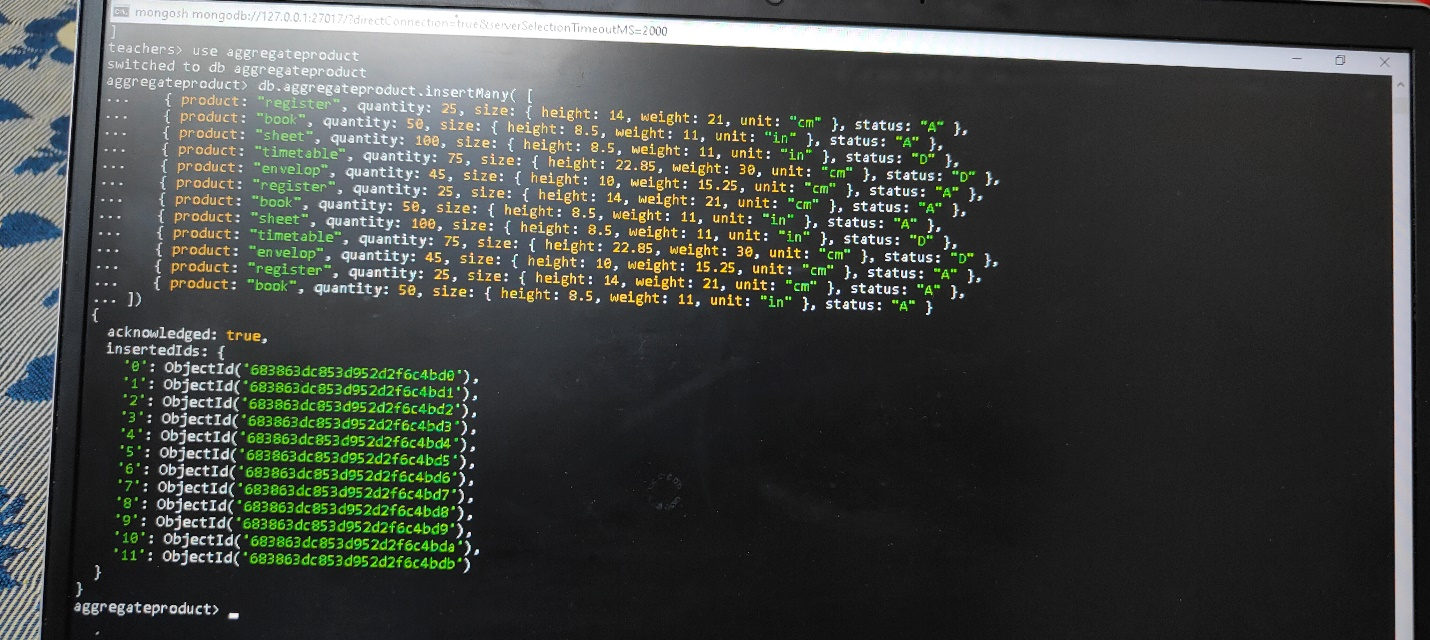 mongosh mongodb://127.0.0.1:27017/?directConnection=true&serverSelectionTimeoutMS=2000
]
teachers> use aggregateproduct
switched to db aggregateproduct
aggregateproduct> db.aggregateproduct.insertMany( [
... { product: "register", quantity: 25, size: { height: 14, weight: 21, unit: "cm" }, status: "A" },
... { product: "book", quantity: 50, size: { height: 8.5, weight: 11, unit: "in" }, status: "A" },
... { product: "sheet", quantity: 100, size: { height: 8.5, weight: 11, unit: "in" }, status: "D" },
... { product: "timetable", quantity: 75, size: { height: 22.85, weight: 30, unit: "cm" }, status: "D" },
... { product: "envelop", quantity: 45, size: { height: 10, weight: 15.25, unit: "cm" }, status: "A" },
... { product: "register", quantity: 25, size: { height: 14, weight: 21, unit: "cm" }, status: "A" },
... { product: "book", quantity: 50, size: { height: 8.5, weight: 11, unit: "in" }, status: "A" },
... { product: "sheet", quantity: 100, size: { height: 8.5, weight: 11, unit: "in" }, status: "D" },
... { product: "timetable", quantity: 75, size: { height: 22.85, weight: 30, unit: "cm" }, status: "D" },
... { product: "envelop", quantity: 45, size: { height: 10, weight: 15.25, unit: "cm" }, status: "A" },
... { product: "register", quantity: 25, size: { height: 14, weight: 21, unit: "cm" }, status: "A" },
... { product: "book", quantity: 50, size: { height: 8.5, weight: 11, unit: "in" }, status: "A" }
... ])
{
acknowledged: true,
insertedIds: {
'0': ObjectId('683863dc853d952d2f6c4bd0'),
'1': ObjectId('683863dc853d952d2f6c4bd1'),
'2': ObjectId('683863dc853d952d2f6c4bd2'),
'3': ObjectId('683863dc853d952d2f6c4bd3'),
'4': ObjectId('683863dc853d952d2f6c4bd4'),
'5': ObjectId('683863dc853d952d2f6c4bd5'),
'6': ObjectId('683863dc853d952d2f6c4bd6'),
'7': ObjectId('683863dc853d952d2f6c4bd7'),
'8': ObjectId('683863dc853d952d2f6c4bd8'),
'9': ObjectId('683863dc853d952d2f6c4bd9'),
'10': ObjectId('683863dc853d952d2f6c4bda'),
'11': ObjectId('683863dc853d952d2f6c4bdb')
}
}
aggregateproduct>